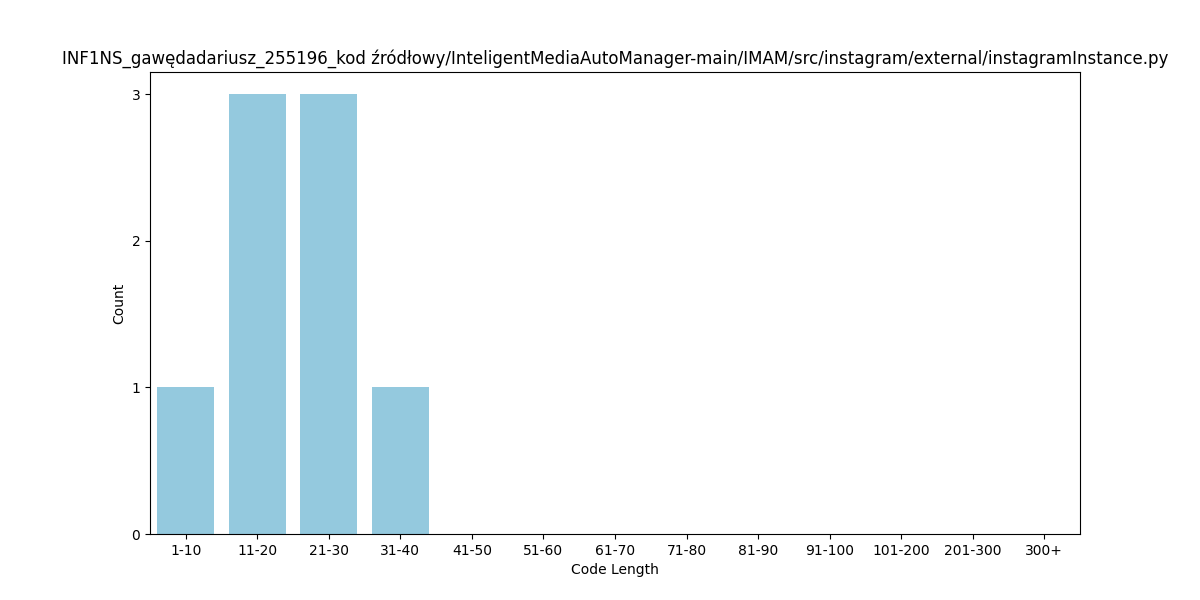 INF1NS_gawędadariusz_255196_kod źródłowy/InteligentMediaAutoManager-main/IMAM/src/instagram/external/instagramInstance.py
3
2
1
0
Count
1-10 11-20 21-30 31-40 41-50 51-60 61-70 71-80 81-90 91-100 101-200 201-300 300+
Code Length